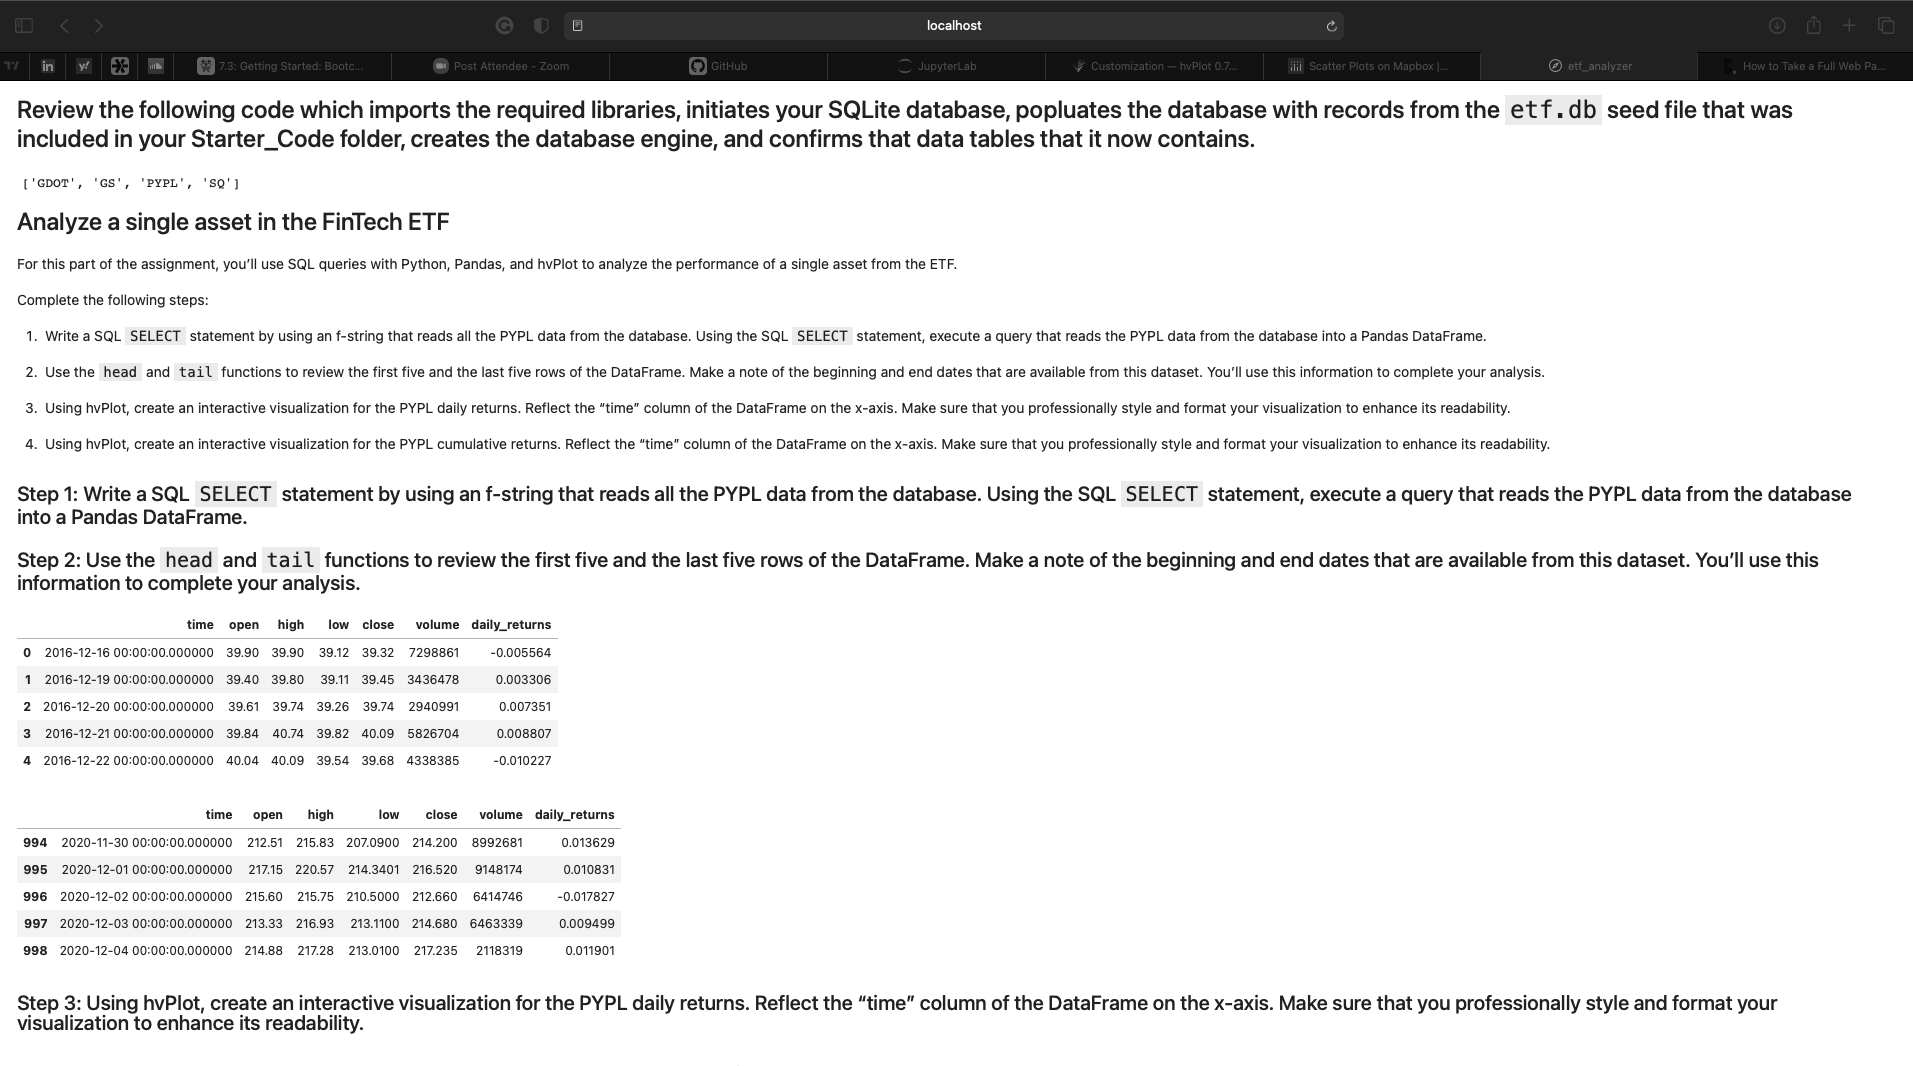 localhost
in
y!
7.3: Getting Started: Bootc...
Post Attendee - Zoom
GitHub
JupyterLab
Customization — hvPlot 0.7...
Scatter Plots on Mapbox |...
etf_analyzer
How to Take a Full Web Pa...
Review the following code which imports the required libraries, initiates your SQLite database, popluates the database with records from the etf.db seed file that was
included in your Starter_Code folder, creates the database engine, and confirms that data tables that it now contains.
['GDOT', 'GS', 'PYPL', 'SQ']
Analyze a single asset in the FinTech ETF
For this part of the assignment, you’ll use SQL queries with Python, Pandas, and hvPlot to analyze the performance of a single asset from the ETF.
Complete the following steps:
1. Write a SQL SELECT statement by using an f-string that reads all the PYPL data from the database. Using the SQL SELECT statement, execute a query that reads the PYPL data from the database into a Pandas DataFrame.
2. Use the head and tail functions to review the first five and the last five rows of the DataFrame. Make a note of the beginning and end dates that are available from this dataset. You’ll use this information to complete your analysis.
3. Using hvPlot, create an interactive visualization for the PYPL daily returns. Reflect the “time” column of the DataFrame on the x-axis. Make sure that you professionally style and format your visualization to enhance its readability.
4. Using hvPlot, create an interactive visualization for the PYPL cumulative returns. Reflect the “time” column of the DataFrame on the x-axis. Make sure that you professionally style and format your visualization to enhance its readability.
Step 1: Write a SQL SELECT statement by using an f-string that reads all the PYPL data from the database. Using the SQL SELECT statement, execute a query that reads the PYPL data from the database
into a Pandas DataFrame.
Step 2: Use the head and tail functions to review the first five and the last five rows of the DataFrame. Make a note of the beginning and end dates that are available from this dataset. You’ll use this
information to complete your analysis.
time open high low close volume daily_returns
0 2016-12-16 00:00:00.000000 39.90 39.90 39.12 39.32 7298861 -0.005564
1 2016-12-19 00:00:00.000000 39.40 39.80 39.11 39.45 3436478 0.003306
2 2016-12-20 00:00:00.000000 39.61 39.74 39.26 39.74 2940991 0.007351
3 2016-12-21 00:00:00.000000 39.84 40.74 39.82 40.09 5826704 0.008807
4 2016-12-22 00:00:00.000000 40.04 40.09 39.54 39.68 4338385 -0.010227
time open high low close volume daily_returns
994 2020-11-30 00:00:00.000000 212.51 215.83 207.0900 214.200 8992681 0.013629
995 2020-12-01 00:00:00.000000 217.15 220.57 214.3401 216.520 9148174 0.010831
996 2020-12-02 00:00:00.000000 215.60 215.75 210.5000 212.660 6414746 -0.017827
997 2020-12-03 00:00:00.000000 213.33 216.93 213.1100 214.680 6463339 0.009499
998 2020-12-04 00:00:00.000000 214.88 217.28 213.0100 217.235 2118319 0.011901
Step 3: Using hvPlot, create an interactive visualization for the PYPL daily returns. Reflect the “time” column of the DataFrame on the x-axis. Make sure that you professionally style and format your
visualization to enhance its readability.